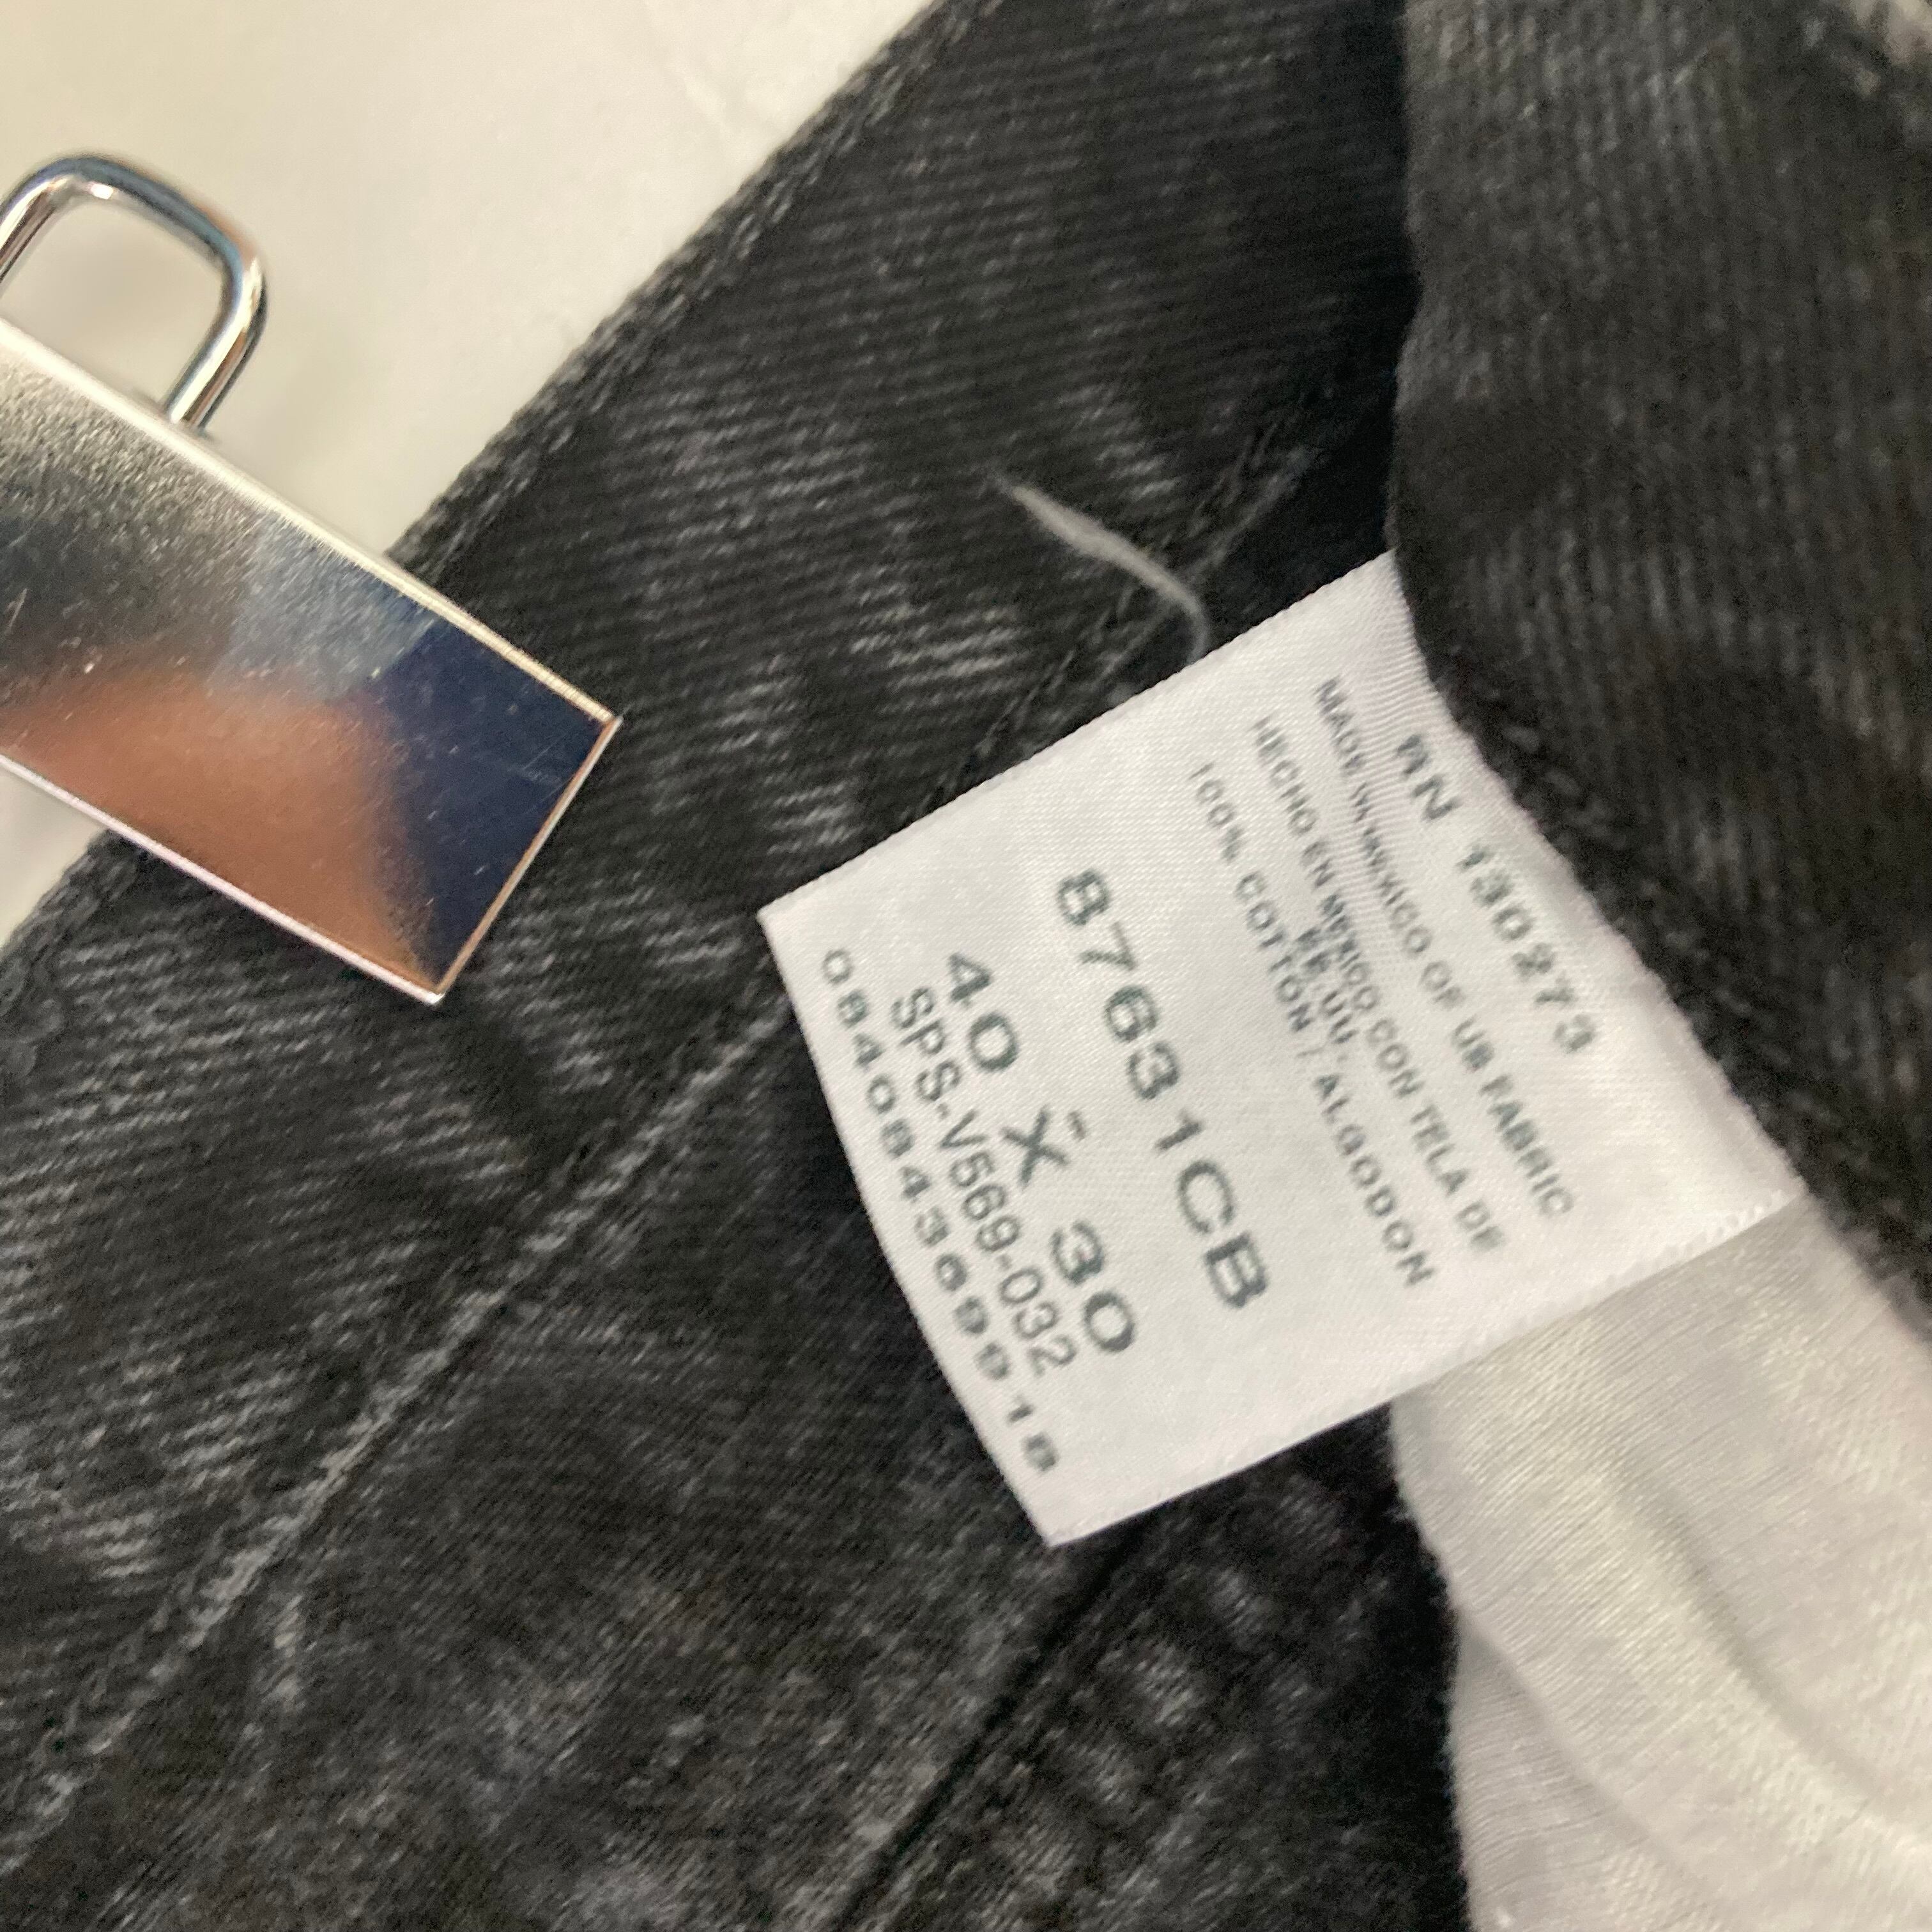 RN 130273
MADE IN MEXICO OF US FABRIC
HECHO EN MEXICO CON TELA DE
EE.UU.
100% COTTON / ALGODON
87631CB
40 X 30
SPS-V569-032
084084369918